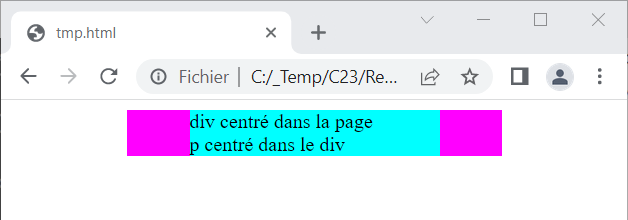 tmp.html
Fichier | C:/_Temp/C23/Re...
div centré dans la page
p centré dans le div